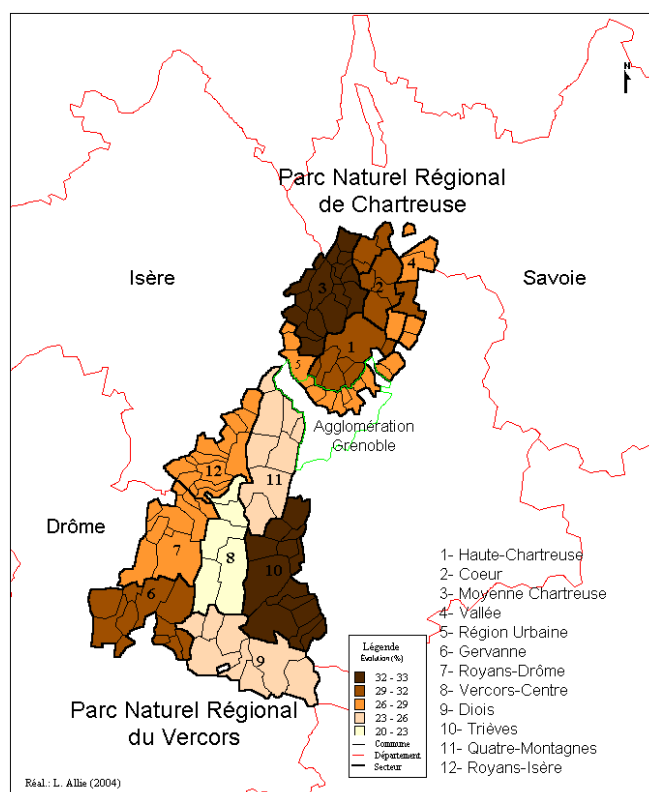 N
Parc Naturel Régional
de Chartreuse
Isère
Savoie
4
2
3
1
5
Agglomération
Grenoble
12
11
Drôme
7
8
10
6
9
1- Haute-Chartreuse
2- Coeur
3- Moyenne Chartreuse
4- Vallée
5- Région Urbaine
6- Gervanne
7- Royans-Drôme
8- Vercors-Centre
9- Diois
10- Trièves
11- Quatre-Montagnes
12- Royans-Isère
Légende
Évolution (%)
32 - 33
29 - 32
26 - 29
23 - 26
20 - 23
Commune
Département
Secteur
Parc Naturel Régional
du Vercors
Réal.: L. Allie (2004)